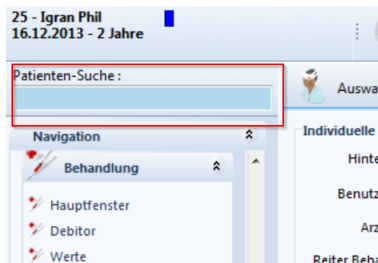 25 - Igran Phil
16.12.2013 - 2 Jahre
Patienten-Suche :
Navigation
Behandlung
Hauptfenster
Debitor
Werte
Auswa
Individuelle
Hinte
Benutz
Arz
Reiter Beha